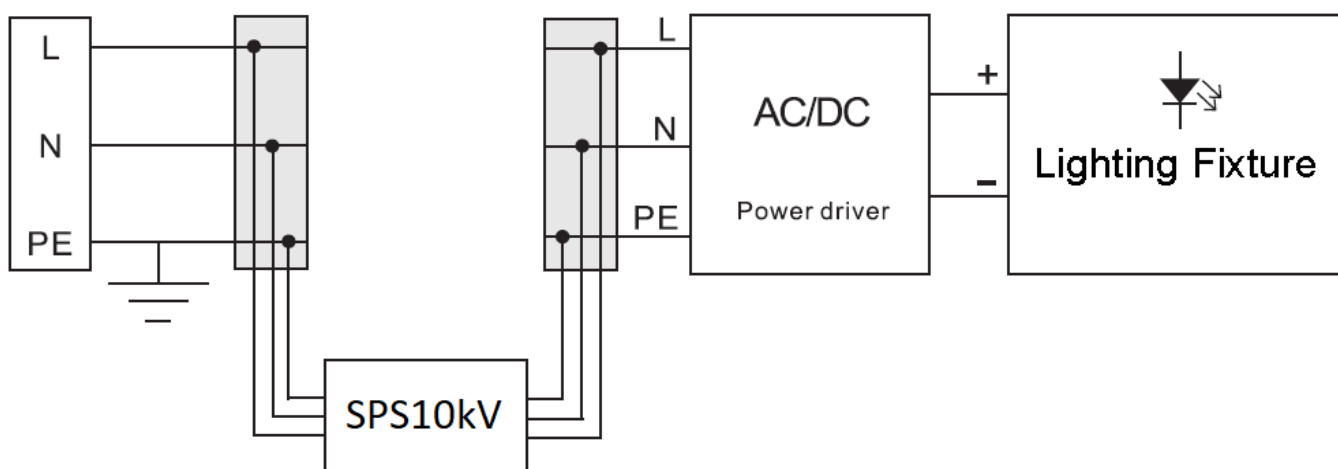 L
N
PE
L
N
PE
AC/DC
Power driver
+
-
Lighting Fixture
SPS10kV